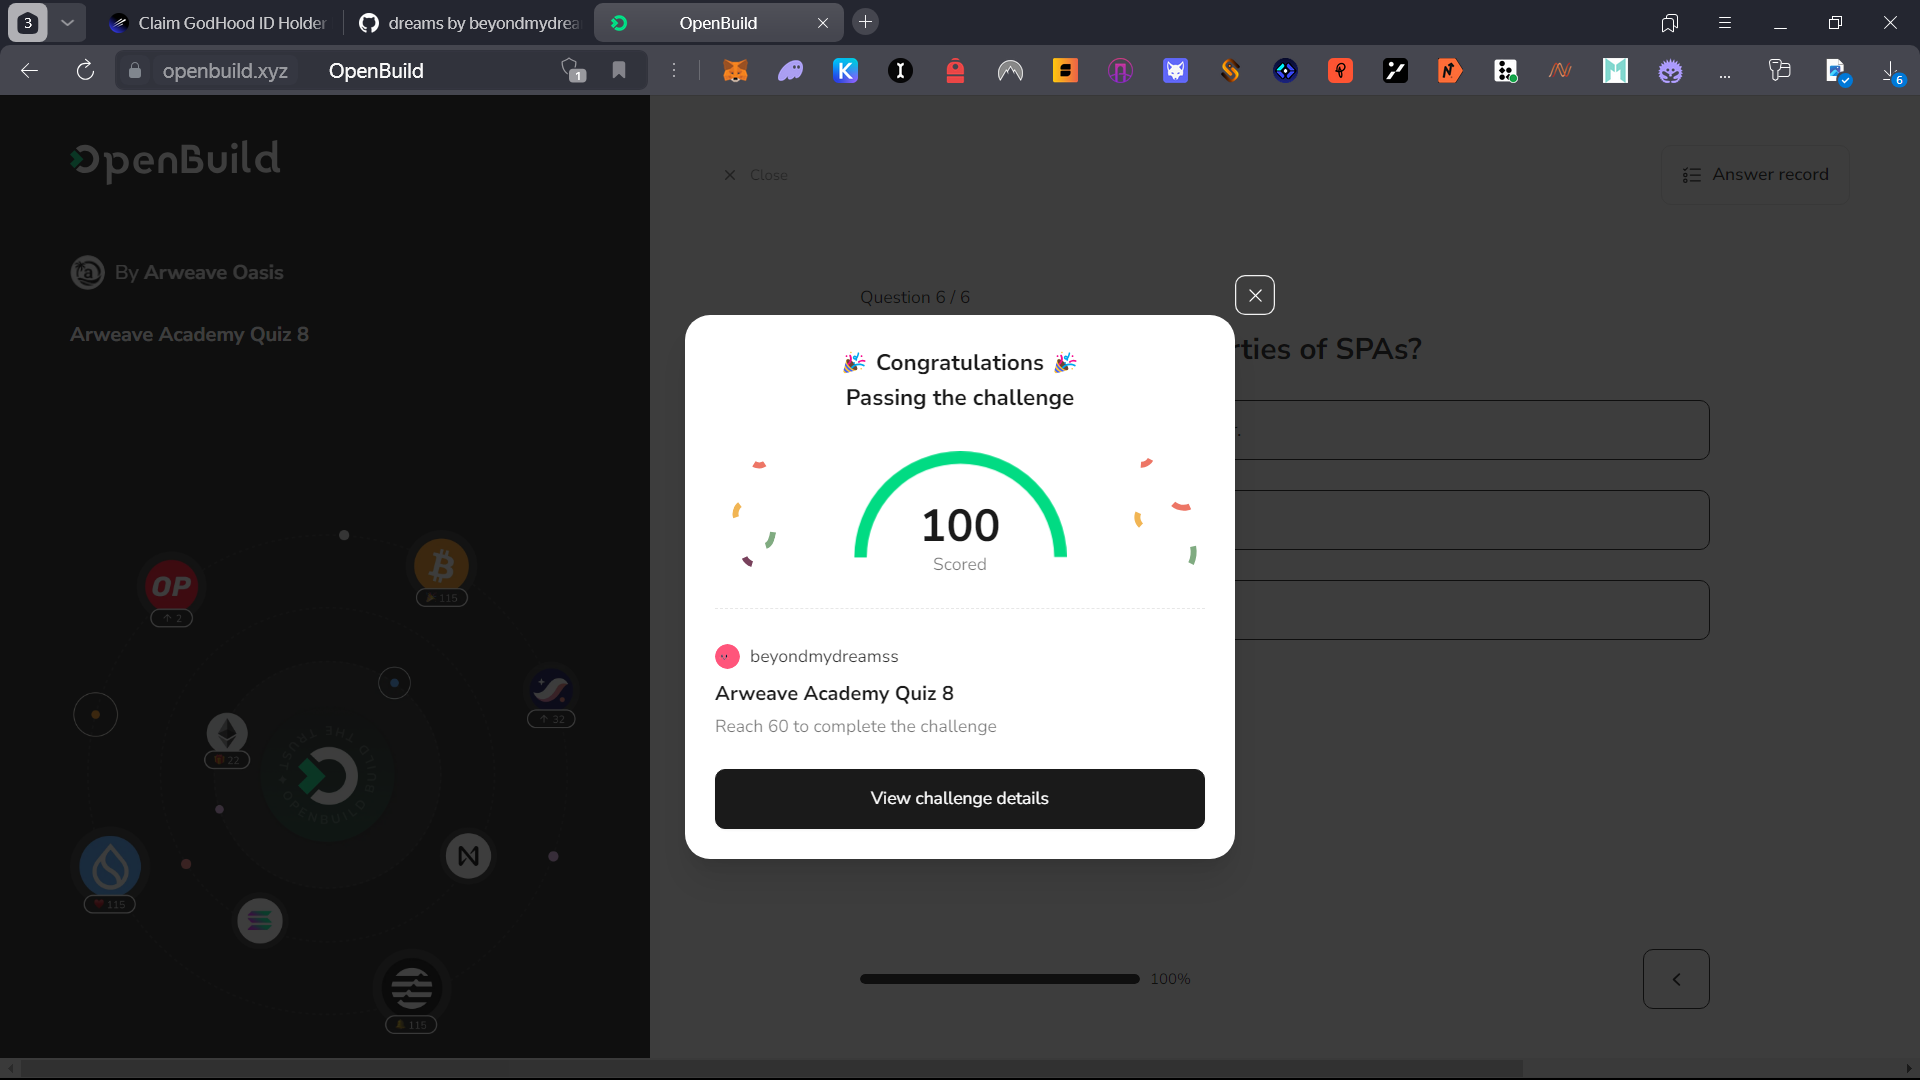 3
Claim GodHood ID Holder
dreams by beyondmydrea
OpenBuild
openbuild.xyz
OpenBuild
1
6
OpenBuild
By Arweave Oasis
Arweave Academy Quiz 8
OP
2
115
32
22
115
115
Close
Answer record
Question 6 / 6
rties of SPAs?
r.
🎉 Congratulations 🎉
Passing the challenge
100
Scored
beyondmydreamss
Arweave Academy Quiz 8
Reach 60 to complete the challenge
View challenge details
100%